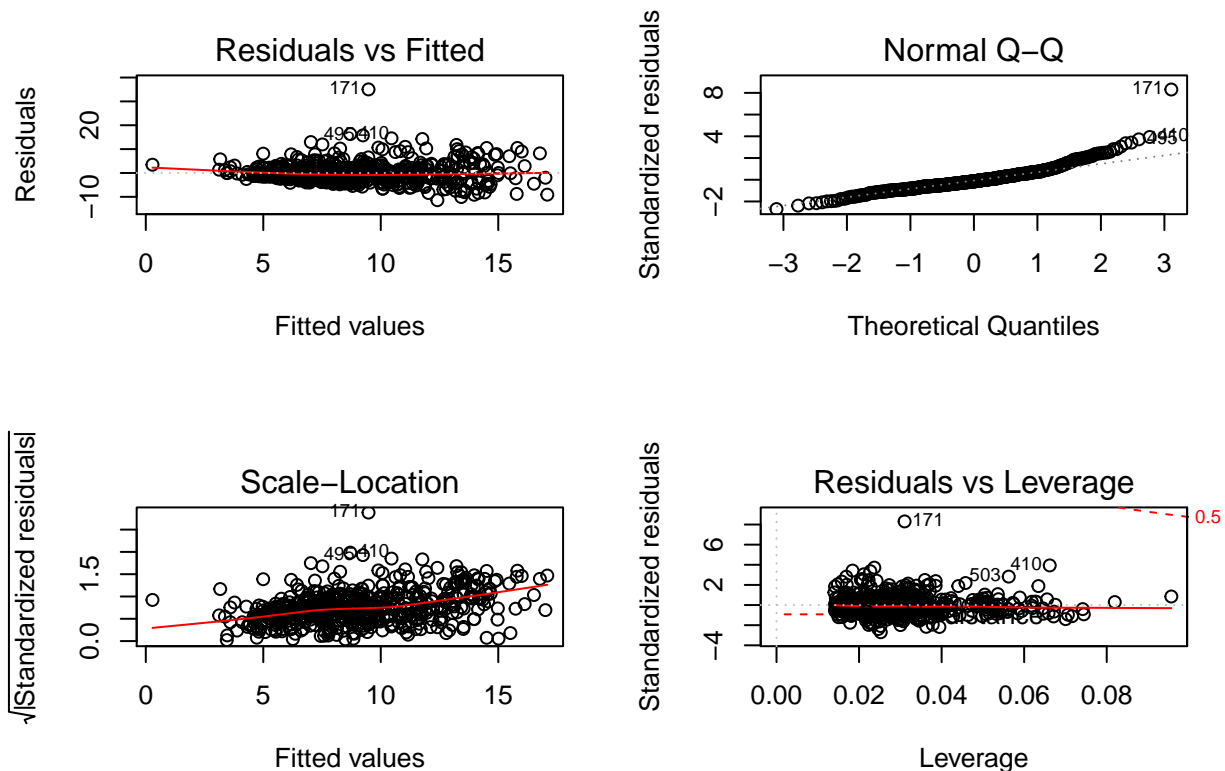 Residuals vs Fitted
Residuals
20
−10
171
495
410
0 5 10 15
Fitted values
Normal Q−Q
Standardized residuals
8
4
−2
171
410
495
−3 −2 −1 0 1 2 3
Theoretical Quantiles
Scale−Location
√|Standardized residuals|
1.5
0.0
171
495
410
0 5 10 15
Fitted values
Residuals vs Leverage
Standardized residuals
6
2
−4
171
410
503
0.5
0.00 0.02 0.04 0.06 0.08
Leverage